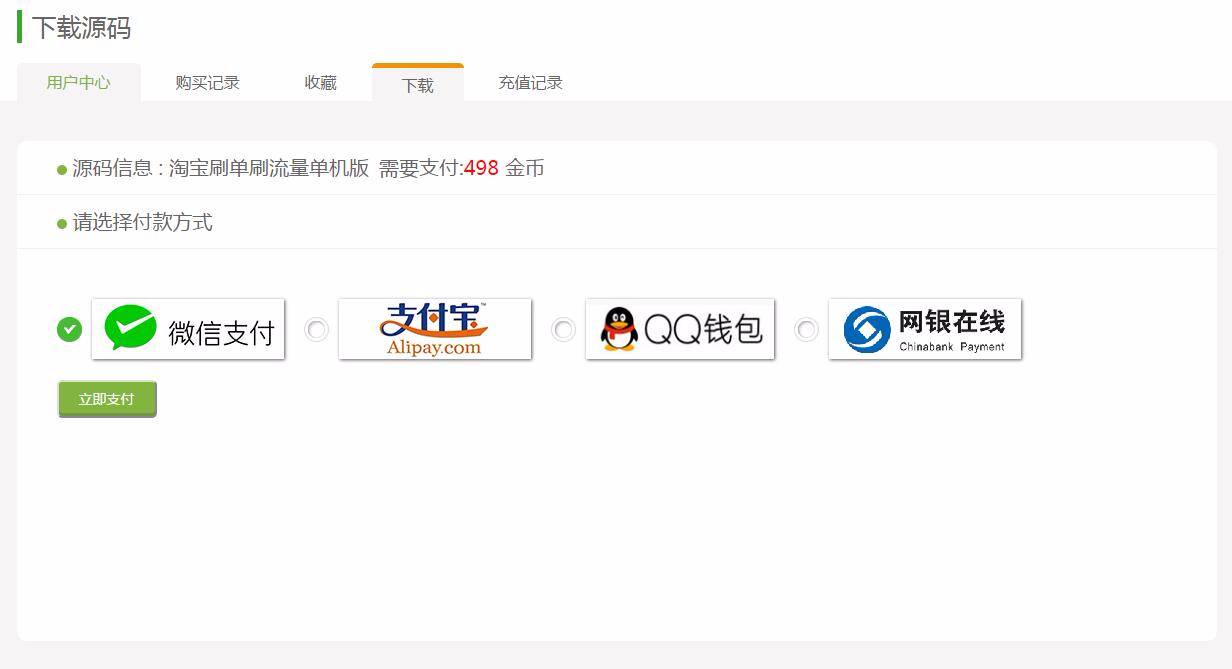 下载源码
用户中心 购买记录 收藏 下载 充值记录
源码信息 : 淘宝刷单刷流量单机版 需要支付:498 金币
请选择付款方式
微信支付 支付宝™ Alipay.com QQ钱包 网银在线 Chinabank Payment
立即支付